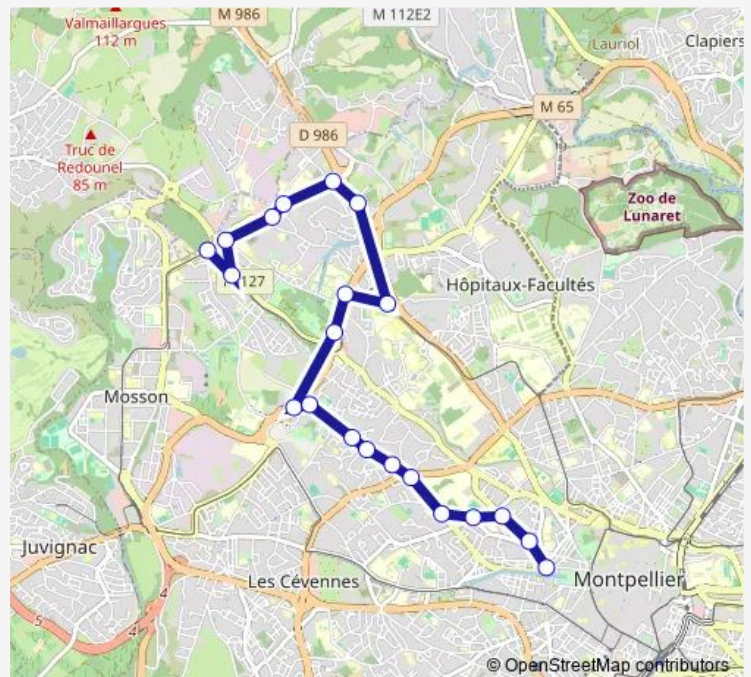 Valmaillargues
112 m
M 986
M 112E2
Lauriol
Clapiers
M 65
D 986
Truc de
Redounel
85 m
Zoo de
Lunaret
127
Hôpitaux-Facultés
Mosson
Juvignac
Les Cévennes
4
4
5
Montpellier
© OpenStreetMap contributors